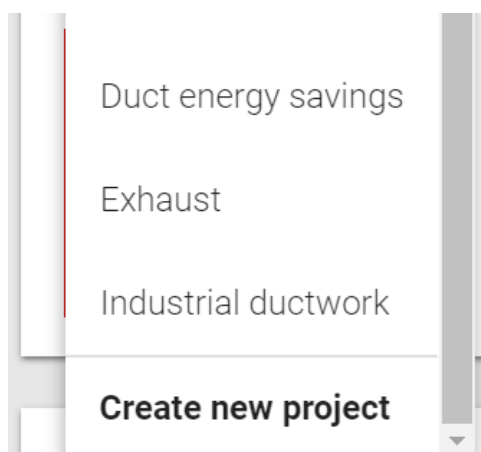 Duct energy savings
Exhaust
Industrial ductwork
Create new project